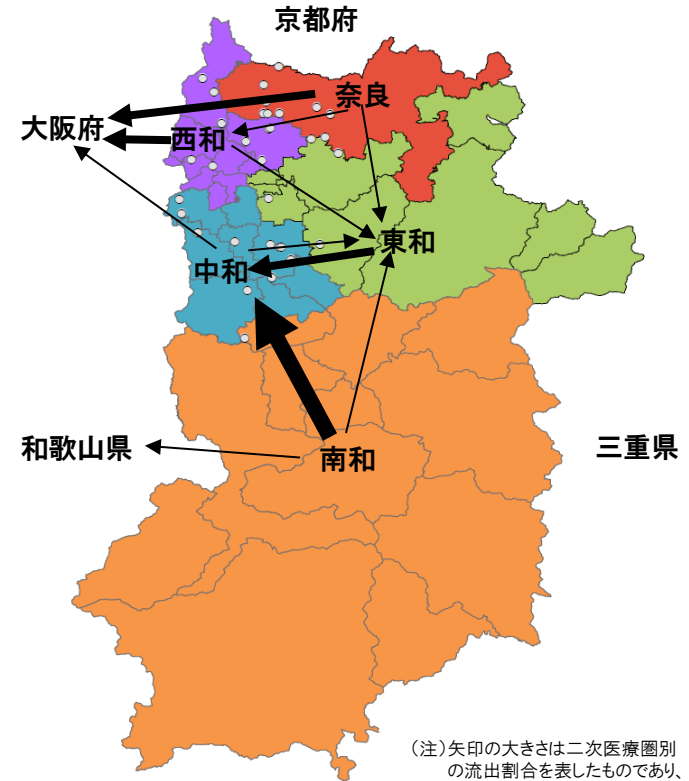 京都府
奈良
大阪府
西和
東和
中和
和歌山県
南和
三重県
(注)矢印の大きさは二次医療圏別
の流出割合を表したものであり、